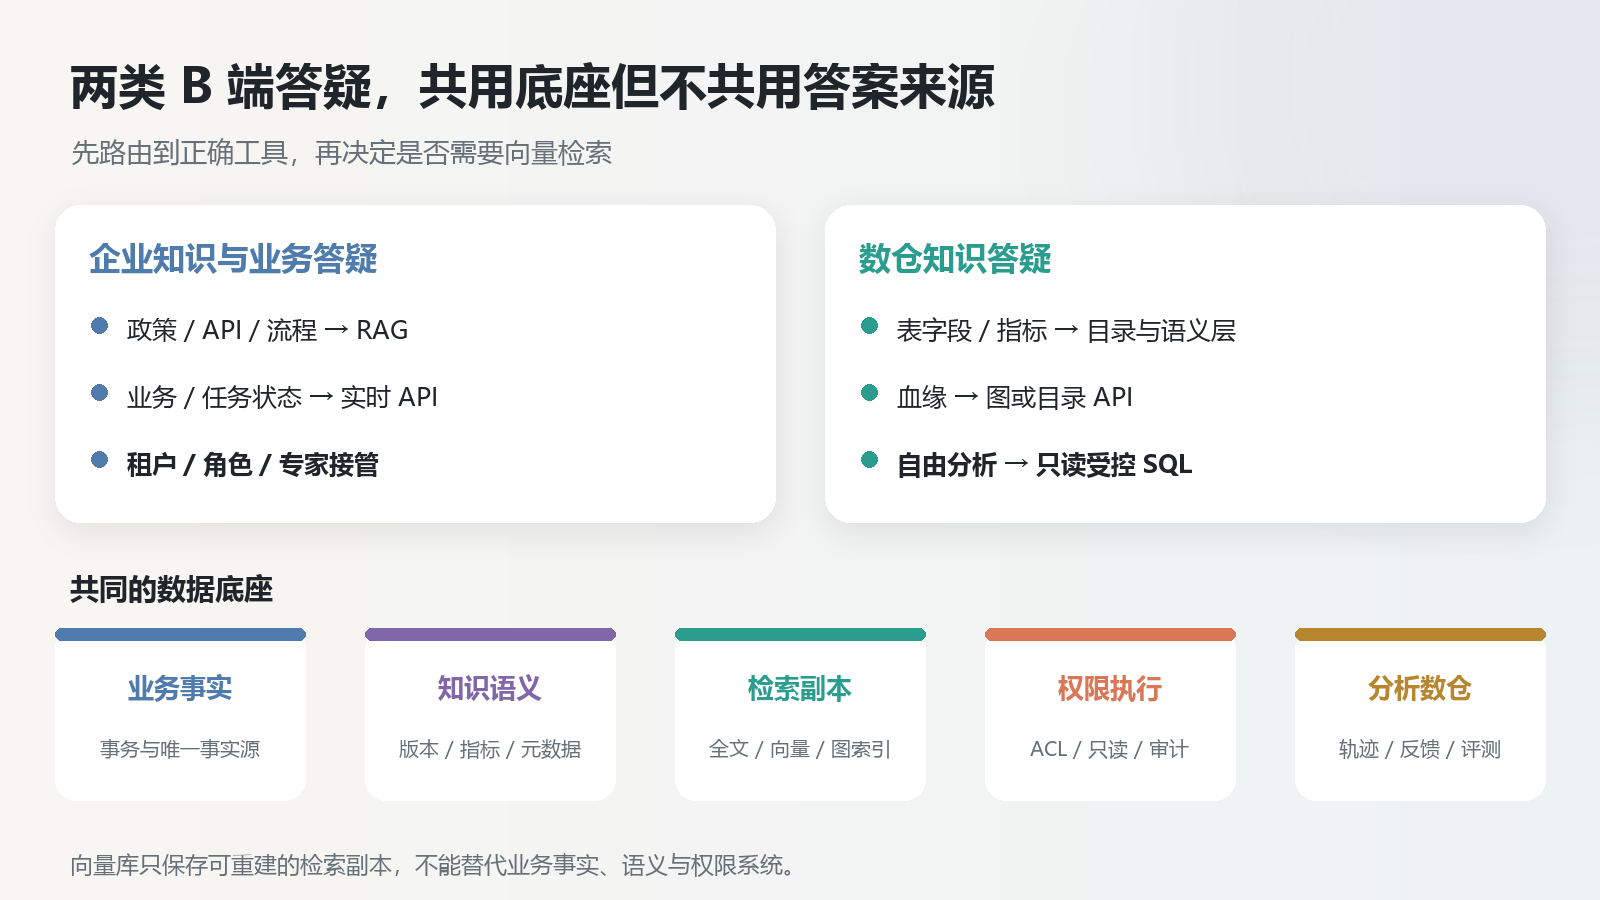 两类 B 端答疑，共用底座但不共用答案来源
先路由到正确工具，再决定是否需要向量检索
企业知识与业务答疑
政策 / API / 流程 → RAG
业务 / 任务状态 → 实时 API
租户 / 角色 / 专家接管
数仓知识答疑
表字段 / 指标 → 目录与语义层
血缘 → 图或目录 API
自由分析 → 只读受控 SQL
共同的数据底座
业务事实
事务与唯一事实源
知识语义
版本 / 指标 / 元数据
检索副本
全文 / 向量 / 图索引
权限执行
ACL / 只读 / 审计
分析数仓
轨迹 / 反馈 / 评测
向量库只保存可重建的检索副本，不能替代业务事实、语义与权限系统。